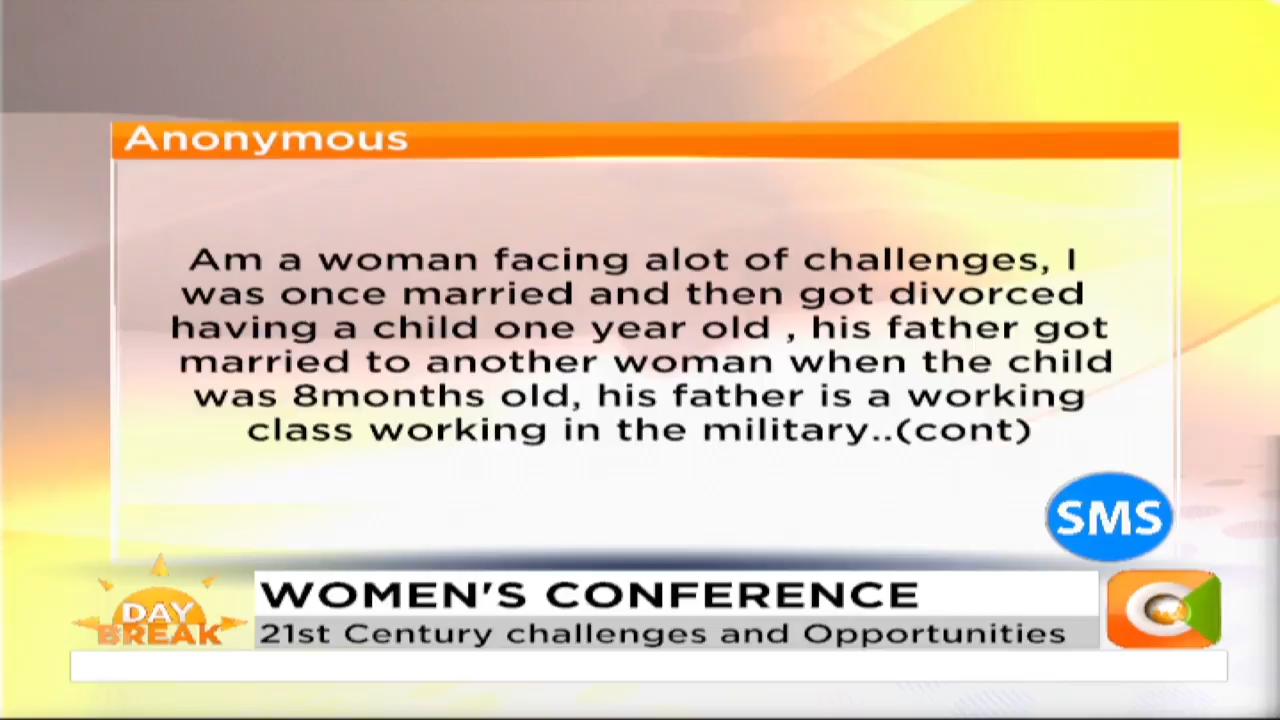 Anonymous
Am a woman facing alot of challenges, I
was once married and then got divorced
having a child one year old , his father got
married to another woman when the child
was 8months old, his father is a working
class working in the military..(cont)
SMS
DAY
BREAK
WOMEN'S CONFERENCE
21st Century challenges and Opportunities